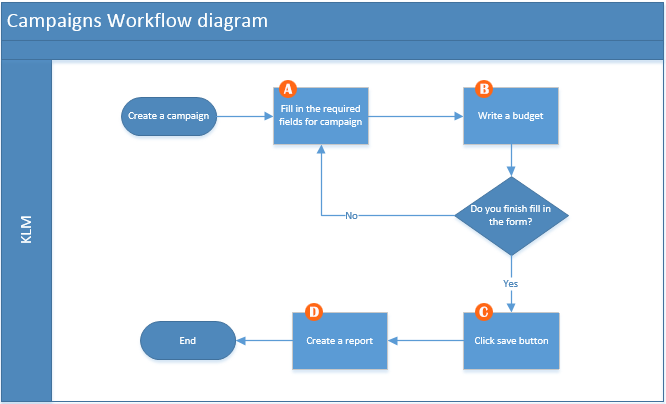 Campaigns Workflow diagram
KLM
Create a campaign
A
Fill in the required
fields for campaign
B
Write a budget
Do you finish fill in
the form?
No
Yes
C
Click save button
D
Create a report
End